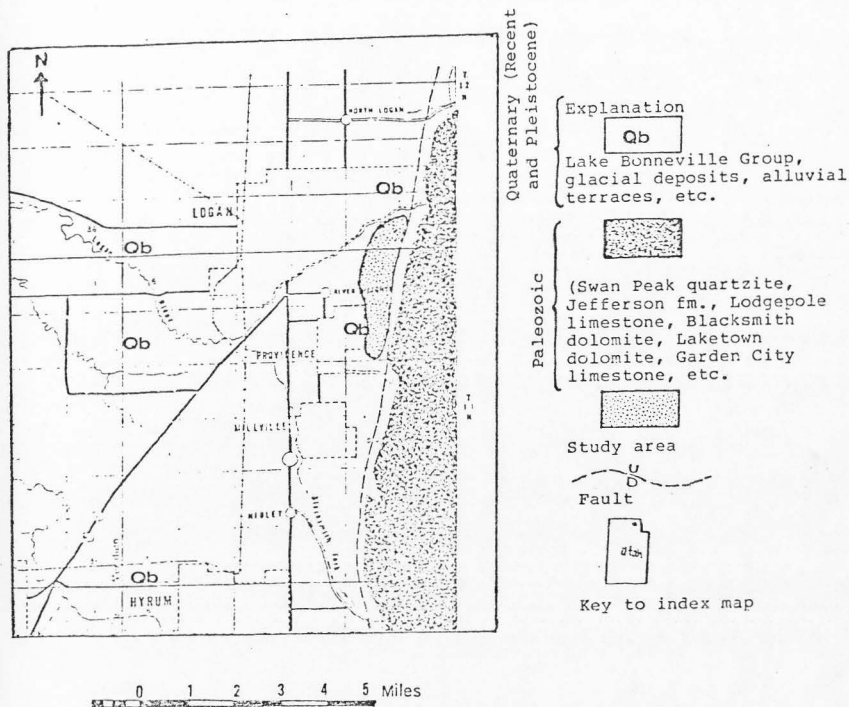 N
T
12
N
NORTH LOGAN
Qb
LOGAN
Qb
RIVER HEIGHTS
Qb
Qb
PROVIDENCE
T
11
N
MILLVILLE
NIBLEY
Qb
HYRUM
0 1 2 3 4 5 Miles
Quaternary (Recent
and Pleistocene)
Explanation
Qb
Lake Bonneville Group,
glacial deposits, alluvial
terraces, etc.
Paleozoic
(Swan Peak quartzite,
Jefferson fm., Lodgepole
limestone, Blacksmith
dolomite, Laketown
dolomite, Garden City
limestone, etc.
Study area
U
D
Fault
Utah
Key to index map